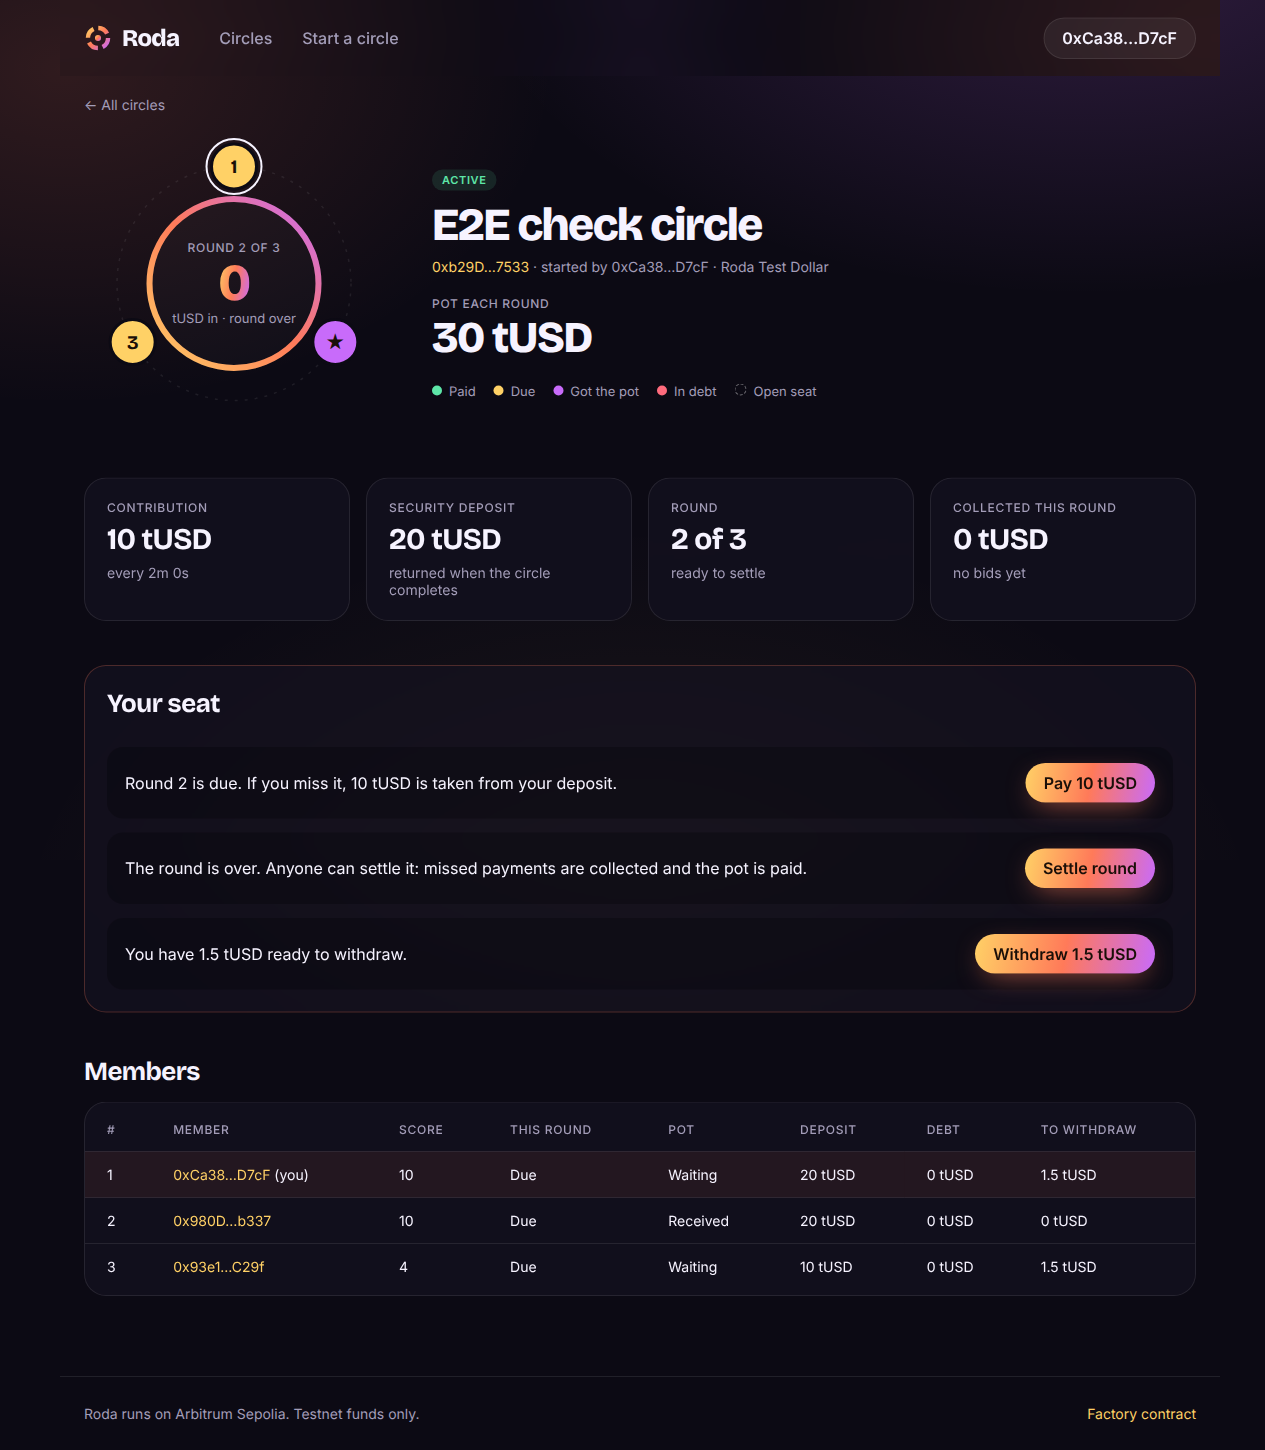 Roda
Circles
Start a circle
0xCa38…D7cF
← All circles
1
ROUND 2 OF 3
0
tUSD in · round over
3
★
ACTIVE
E2E check circle
0xb29D…7533 · started by 0xCa38…D7cF · Roda Test Dollar
POT EACH ROUND
30 tUSD
Paid
Due
Got the pot
In debt
Open seat
CONTRIBUTION
10 tUSD
every 2m 0s
SECURITY DEPOSIT
20 tUSD
returned when the circle
completes
ROUND
2 of 3
ready to settle
COLLECTED THIS ROUND
0 tUSD
no bids yet
Your seat
Round 2 is due. If you miss it, 10 tUSD is taken from your deposit.
Pay 10 tUSD
The round is over. Anyone can settle it: missed payments are collected and the pot is paid.
Settle round
You have 1.5 tUSD ready to withdraw.
Withdraw 1.5 tUSD
Members
# MEMBER SCORE THIS ROUND POT DEPOSIT DEBT TO WITHDRAW
1 0xCa38…D7cF (you) 10 Due Waiting 20 tUSD 0 tUSD 1.5 tUSD
2 0x980D…b337 10 Due Received 20 tUSD 0 tUSD 0 tUSD
3 0x93e1…C29f 4 Due Waiting 10 tUSD 0 tUSD 1.5 tUSD
Roda runs on Arbitrum Sepolia. Testnet funds only.
Factory contract